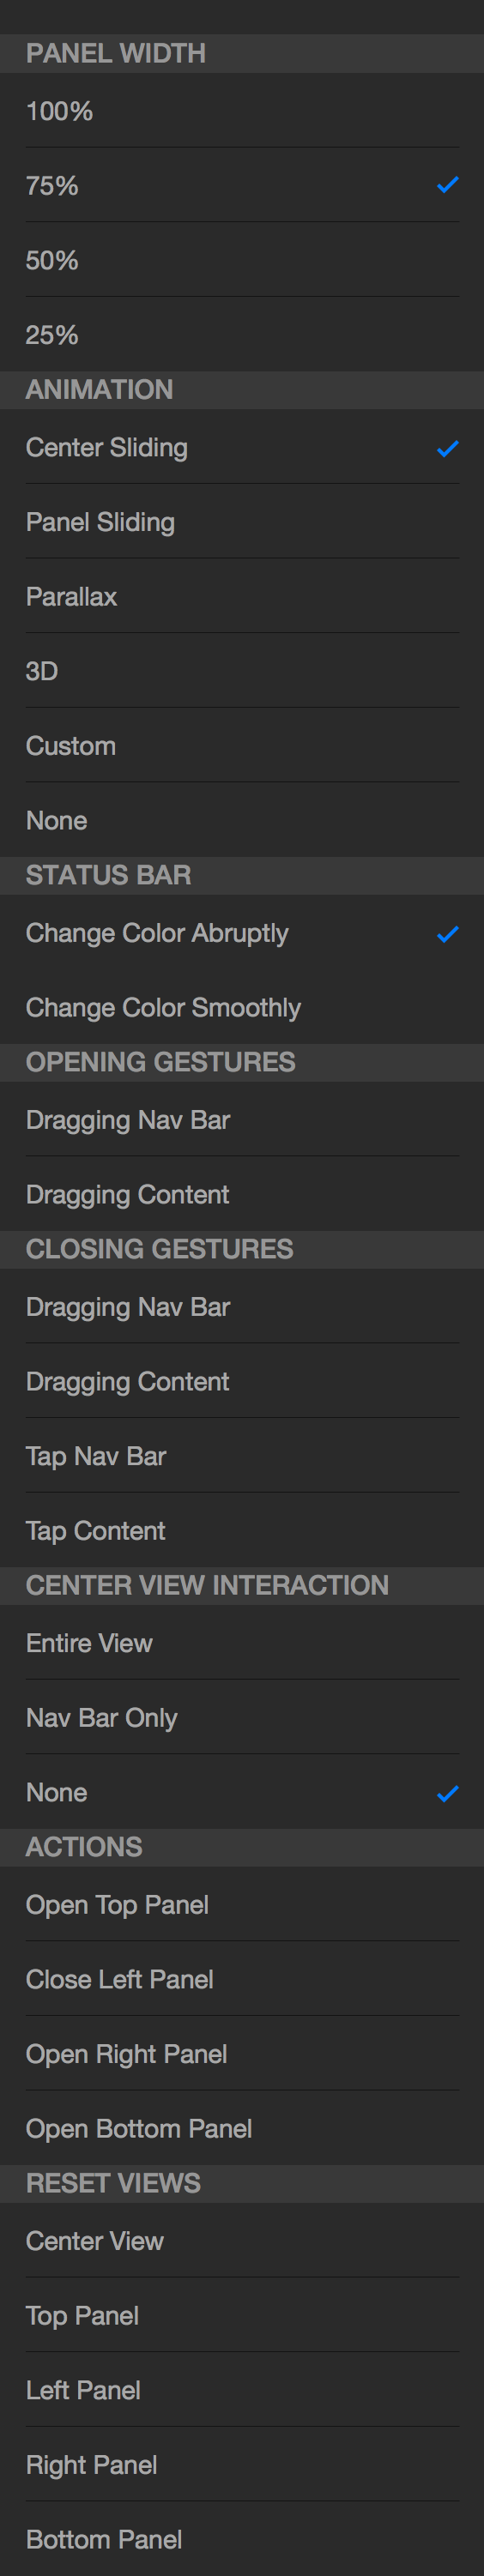 PANEL WIDTH
100%
75%
50%
25%
ANIMATION
Center Sliding
Panel Sliding
Parallax
3D
Custom
None
STATUS BAR
Change Color Abruptly
Change Color Smoothly
OPENING GESTURES
Dragging Nav Bar
Dragging Content
CLOSING GESTURES
Dragging Nav Bar
Dragging Content
Tap Nav Bar
Tap Content
CENTER VIEW INTERACTION
Entire View
Nav Bar Only
None
ACTIONS
Open Top Panel
Close Left Panel
Open Right Panel
Open Bottom Panel
RESET VIEWS
Center View
Top Panel
Left Panel
Right Panel
Bottom Panel